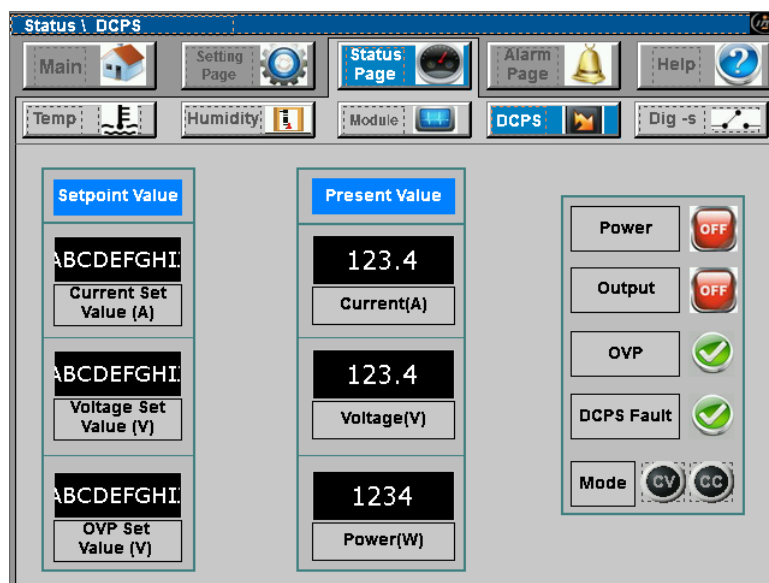 Status \ DCPS
Main
Setting
Page
Status
Page
Alarm
Page
Help
Temp
Humidity
Module
DCPS
Dig -s
Setpoint Value
ABCDEFGHI
Current Set
Value (A)
ABCDEFGHI
Voltage Set
Value (V)
ABCDEFGHI
OVP Set
Value (V)
Present Value
123.4
Current(A)
123.4
Voltage(V)
1234
Power(W)
Power OFF
Output OFF
OVP
DCPS Fault
Mode CV CC